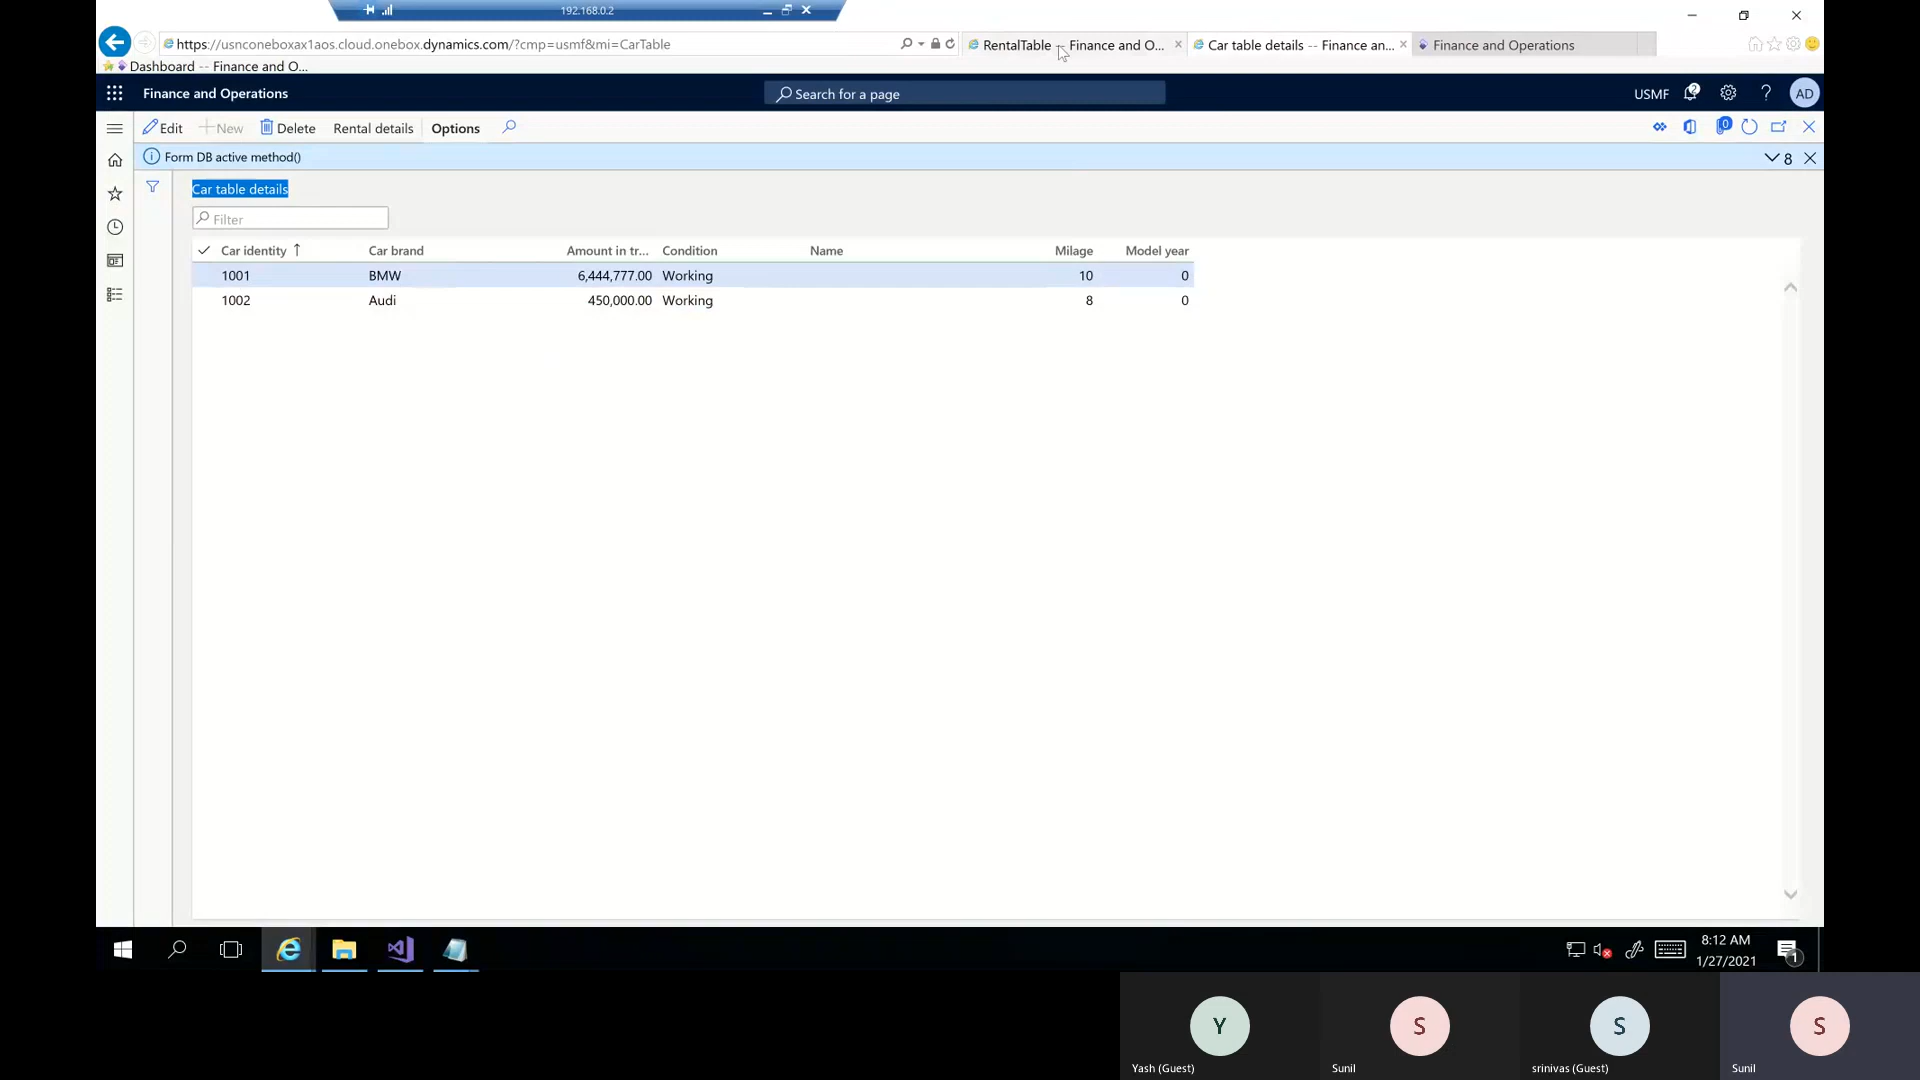 192.168.0.2
https://usnconeboxax1aos.cloud.onebox.dynamics.com/?cmp=usmf&mi=CarTable
RentalTable -- Finance and O...
Car table details -- Finance an...
Finance and Operations
Dashboard -- Finance and O...
Finance and Operations
Search for a page
USMF
AD
Edit
New
Delete
Rental details
Options
0
Form DB active method()
8
Car table details
Filter
Car identity Car brand Amount in tr... Condition Name Milage Model year
1001 BMW 6,444,777.00 Working 10 0
1002 Audi 450,000.00 Working 8 0
8:12 AM
1/27/2021
1
Y
S
S
S
Yash (Guest)
Sunil
srinivas (Guest)
Sunil